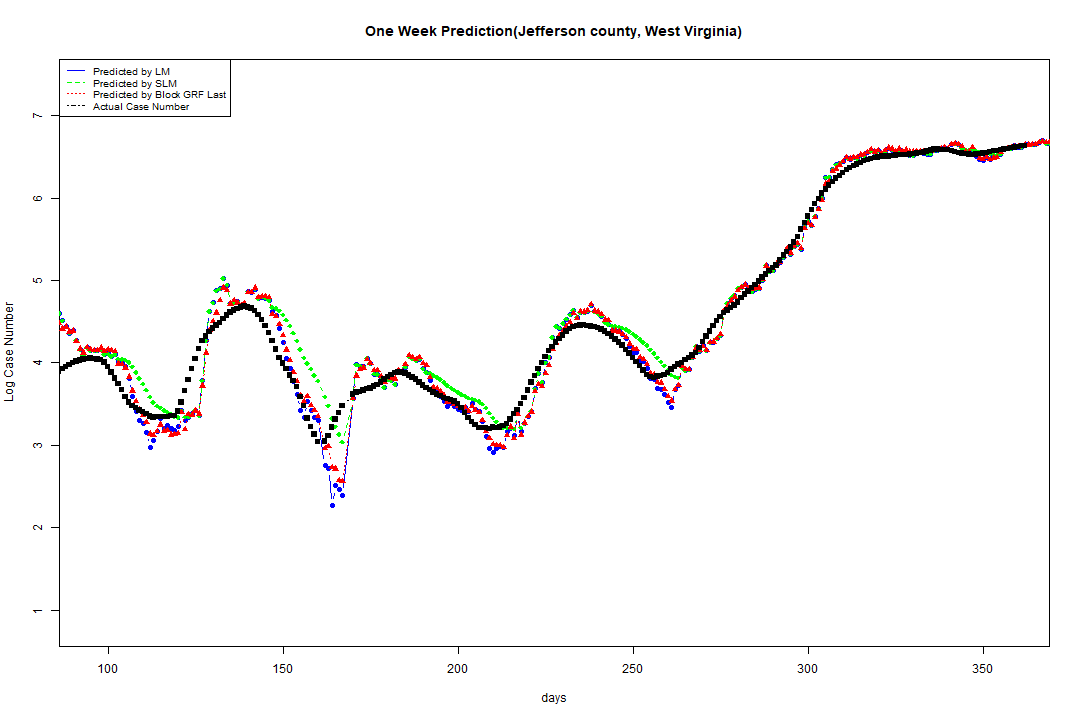 One Week Prediction(Jefferson county, West Virginia)
Predicted by LM
Predicted by SLM
Predicted by Block GRF Last
Actual Case Number
7
6
5
4
3
2
1
Log Case Number
100 150 200 250 300 350
days